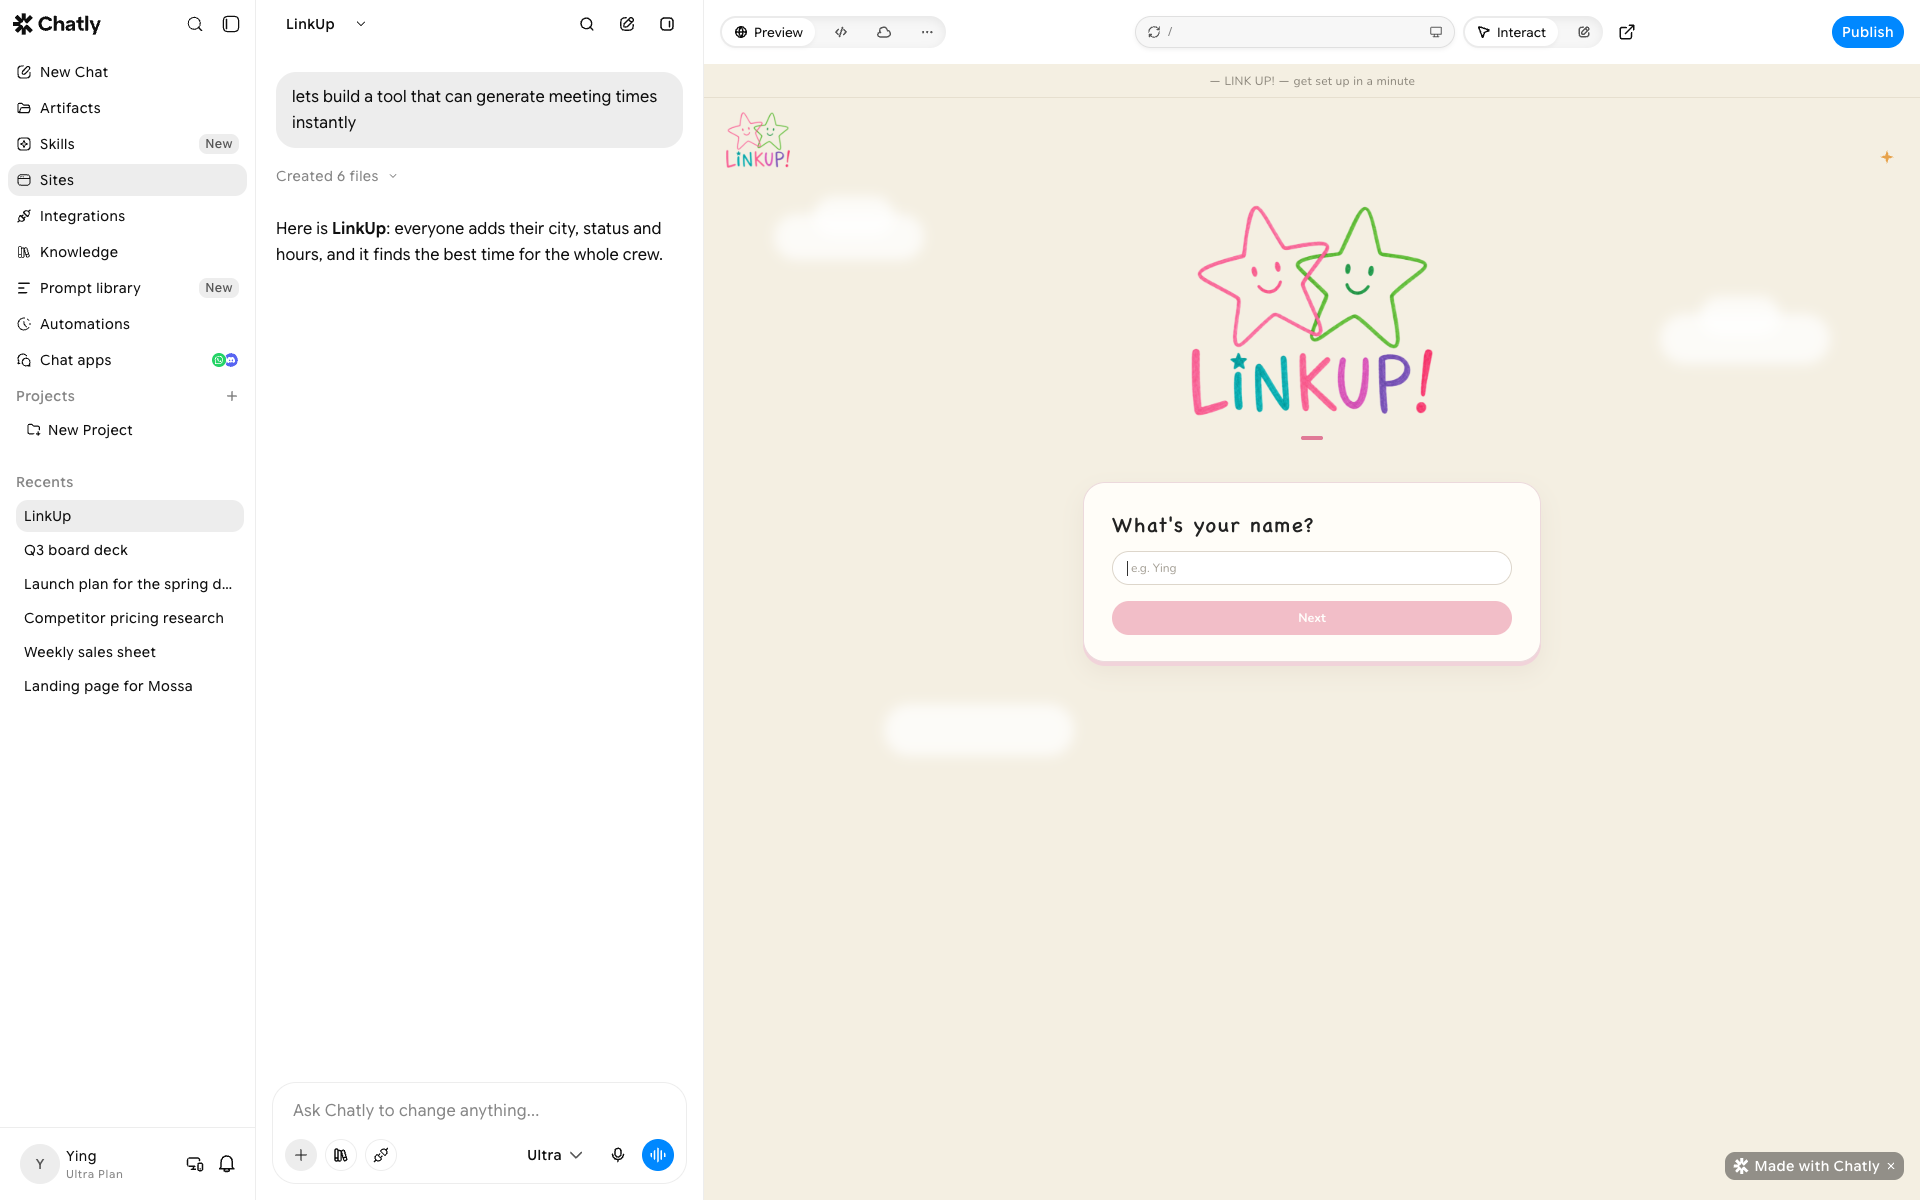 Chatly
New Chat
Artifacts
Skills
New
Sites
Integrations
Knowledge
Prompt library
New
Automations
Chat apps
Projects
New Project
Recents
LinkUp
Q3 board deck
Launch plan for the spring d...
Competitor pricing research
Weekly sales sheet
Landing page for Mossa
Y
Ying
Ultra Plan
LinkUp
lets build a tool that can generate meeting times
instantly
Created 6 files
Here is LinkUp: everyone adds their city, status and
hours, and it finds the best time for the whole crew.
Ask Chatly to change anything...
Ultra
Preview
/
Interact
Publish
— LINK UP! — get set up in a minute
LiNKUP!
LiNKUP!
What's your name?
e.g. Ying
Next
Made with Chatly ×